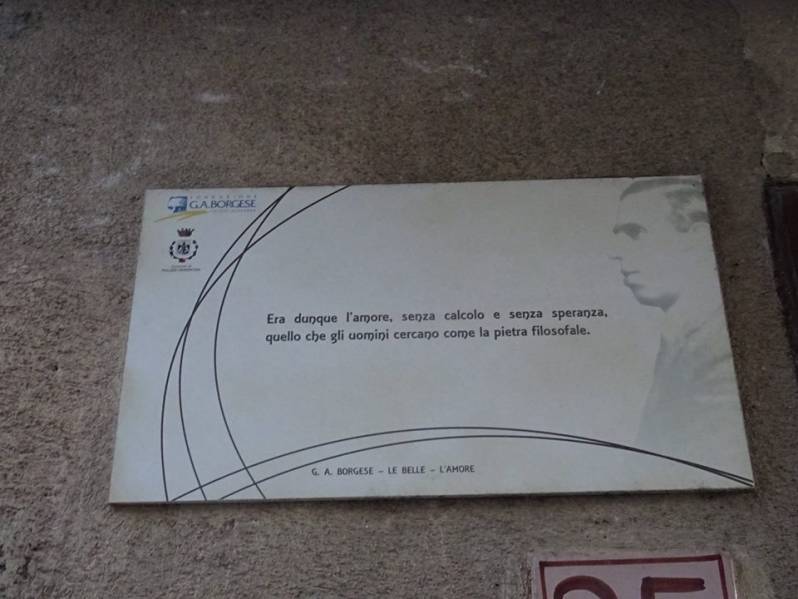 FONDAZIONE
G.A. BORGESE
Era dunque l'amore, senza calcolo e senza speranza,
quello che gli uomini cercano come la pietra filosofale.
G. A. BORGESE – LE BELLE – L'AMORE